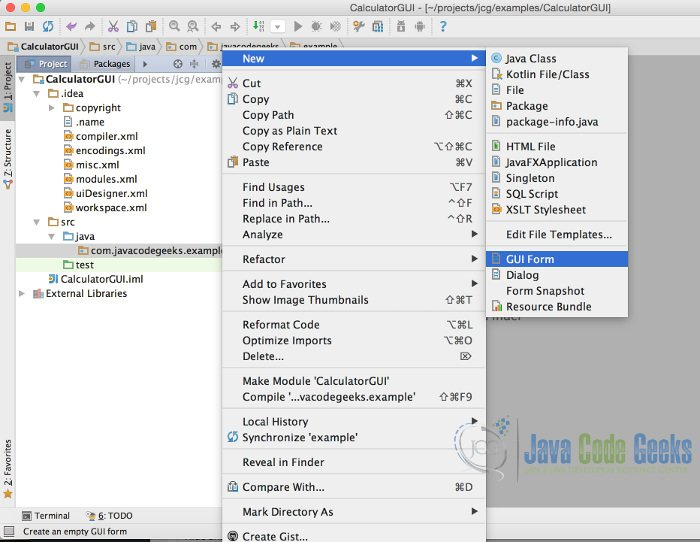 CalculatorGUI - [~/projects/jcg/examples/CalculatorGUI]
CalculatorGUI src java com javacodegeeks example
1: Project
Z: Structure
2: Favorites
Project Packages
CalculatorGUI (~/projects/jcg/exam
.idea
copyright
.name
compiler.xml
encodings.xml
misc.xml
modules.xml
uiDesigner.xml
workspace.xml
src
java
com.javacodegeeks.example
test
CalculatorGUI.iml
External Libraries
New
Cut ⌘X
Copy ⌘C
Copy Path ⇧⌘C
Copy as Plain Text
Copy Reference ⌥⇧⌘C
Paste ⌘V
Find Usages ⌥F7
Find in Path... ^⇧F
Replace in Path... ^⇧R
Analyze
Refactor
Add to Favorites
Show Image Thumbnails ⇧⌘T
Reformat Code ⌥⌘L
Optimize Imports ⌥⌘O
Delete... ⌦
Make Module 'CalculatorGUI'
Compile '...vacodegeeks.example' ⇧⌘F9
Local History
Synchronize 'example'
Reveal in Finder
Compare With... ⌘D
Mark Directory As
Create Gist...
Java Class
Kotlin File/Class
File
Package
package-info.java
HTML File
JavaFXApplication
Singleton
SQL Script
XSLT Stylesheet
Edit File Templates...
GUI Form
Dialog
Form Snapshot
Resource Bundle
Java Code Geeks
Terminal 6: TODO
Create an empty GUI form